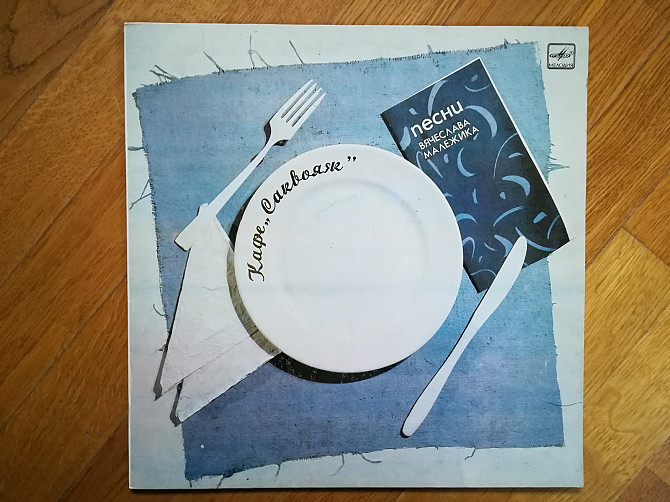 МЕЛОДИЯ
песни
ВЯЧЕСЛАВА
МАЛЕЖИКА
Кафе „Саквояж”